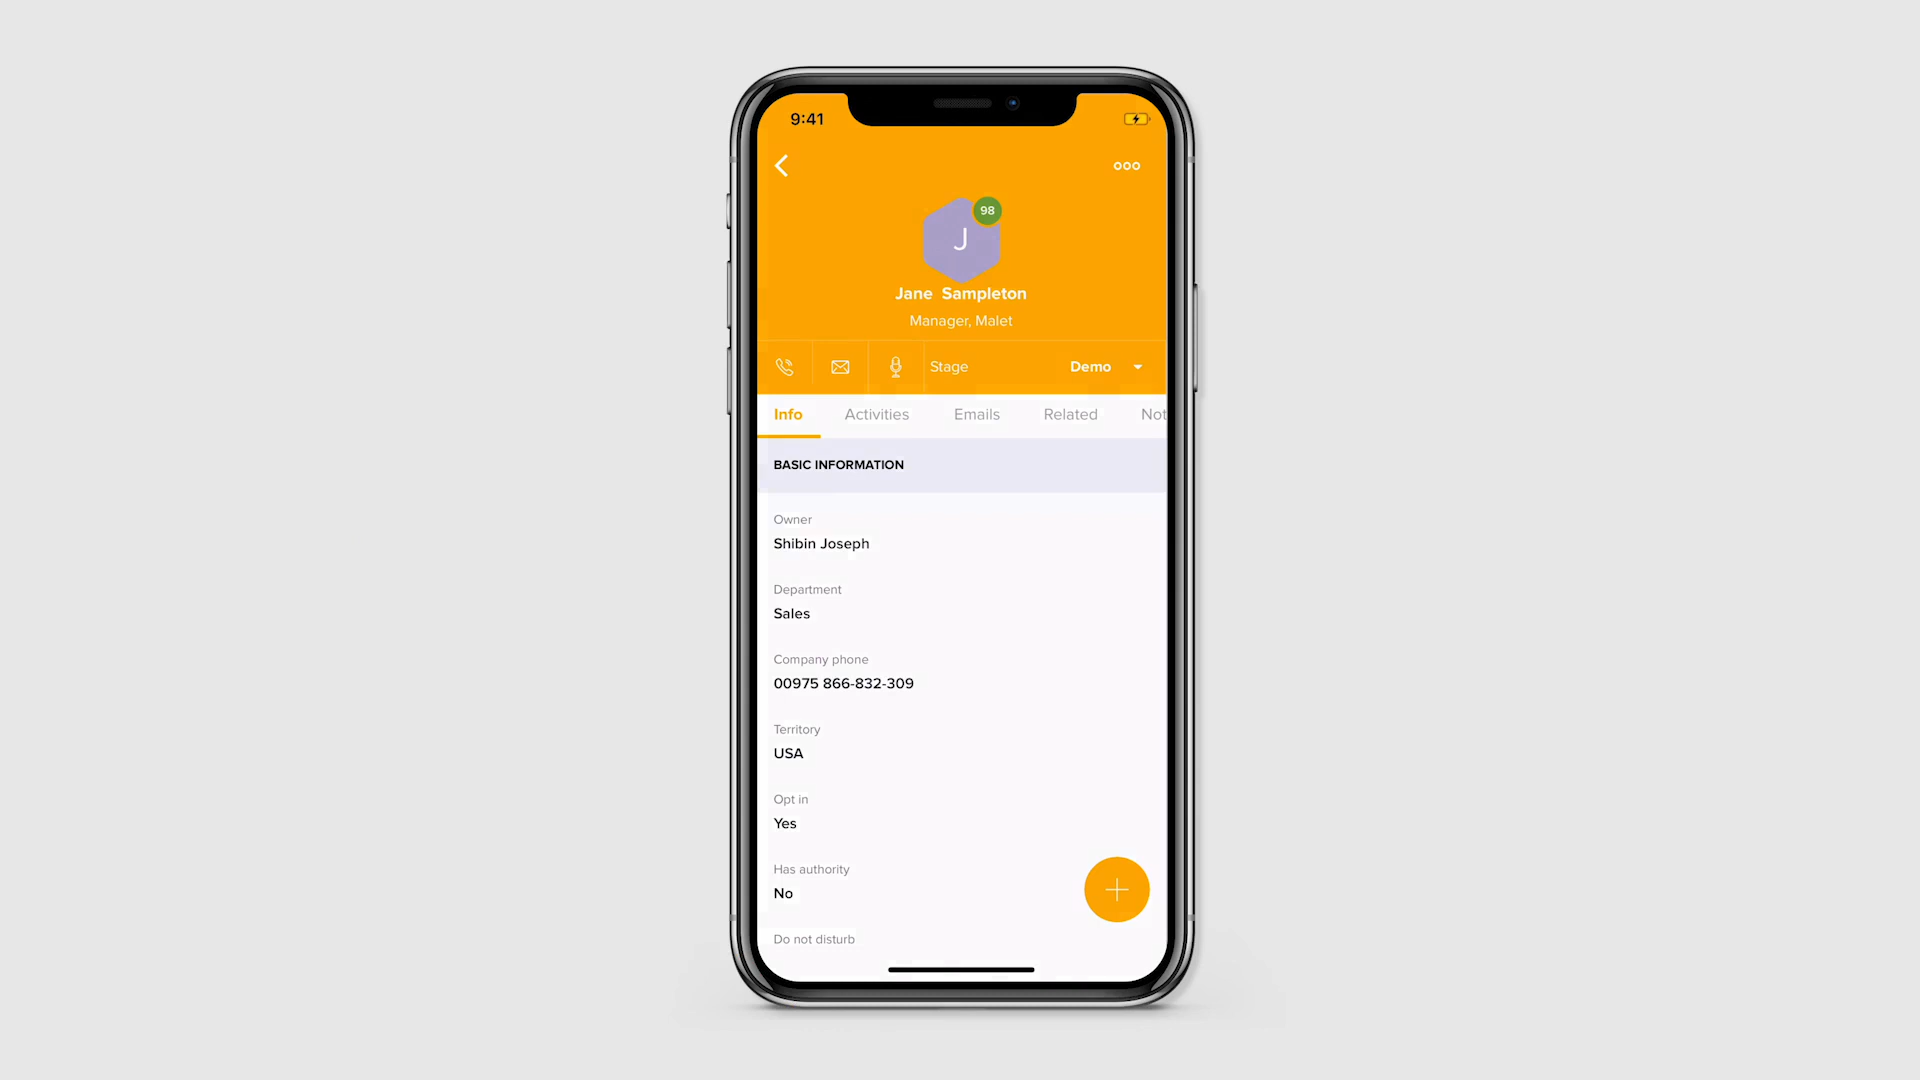 9:41
98
J
Jane Sampleton
Manager, Malet
Stage Demo
Info Activities Emails Related Not
BASIC INFORMATION
Owner
Shibin Joseph
Department
Sales
Company phone
00975 866-832-309
Territory
USA
Opt in
Yes
Has authority
No
Do not disturb